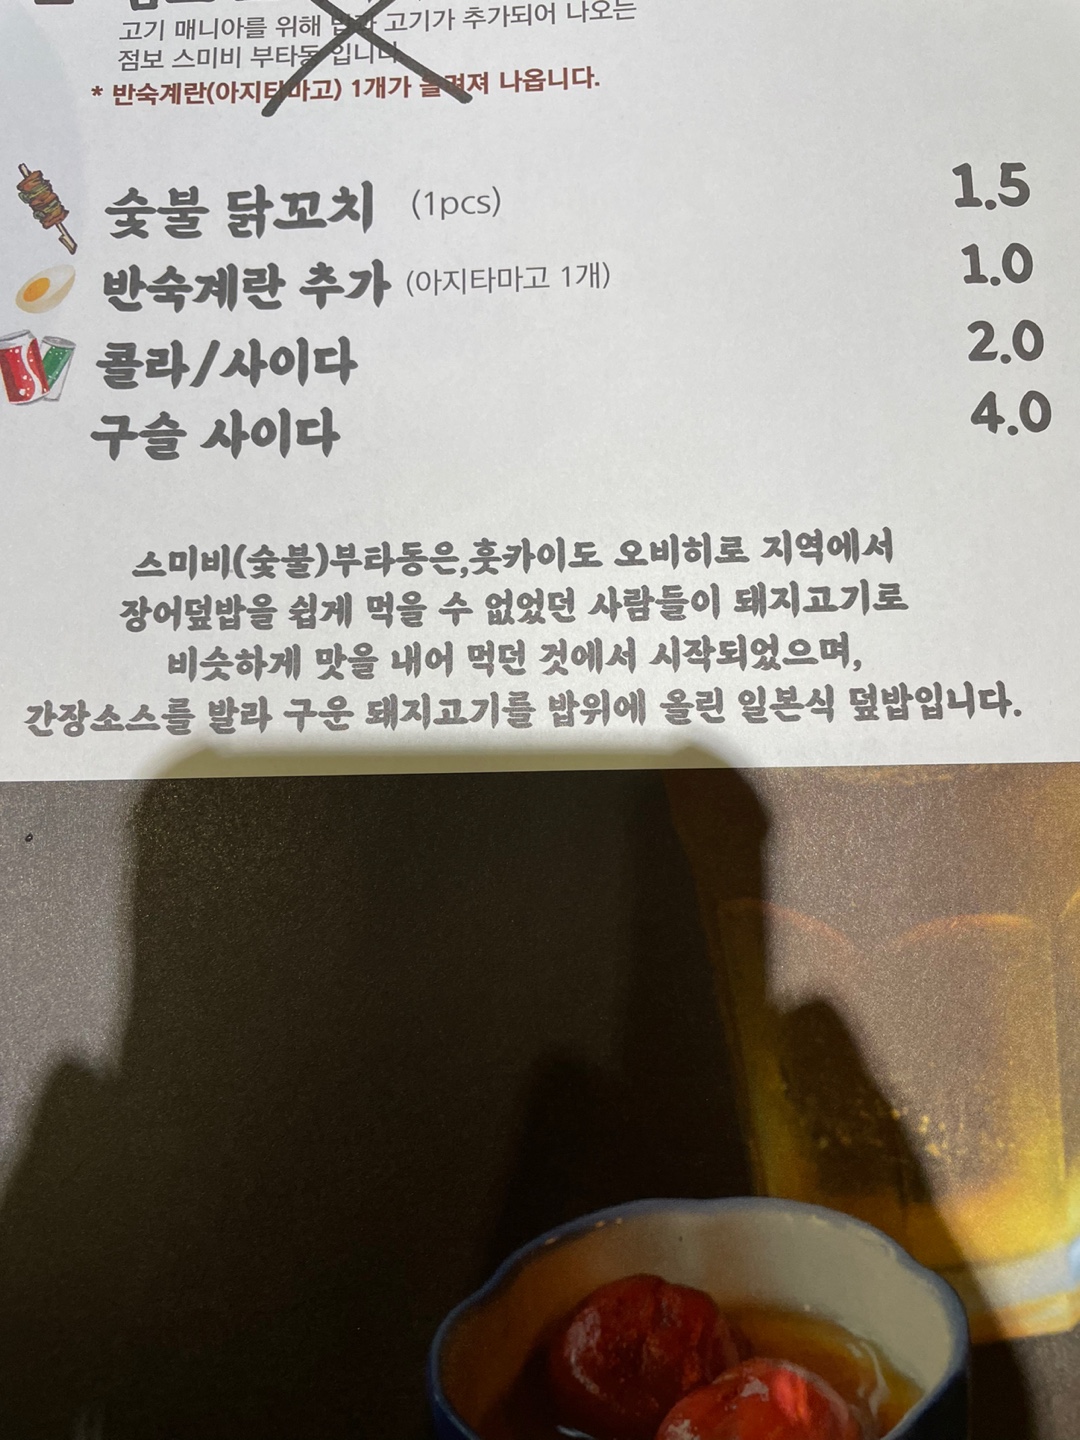 고기 매니아를 위해 밥과 고기가 추가되어 나오는
점보 스미비 부타동 입니다.
* 반숙계란(아지타마고) 1개가 올려져 나옵니다.
숯불 닭꼬치 (1pcs) 1.5
반숙계란 추가 (아지타마고 1개) 1.0
콜라/사이다 2.0
구슬 사이다 4.0
스미비(숯불)부타동은,훗카이도 오비히로 지역에서
장어덮밥을 쉽게 먹을 수 없었던 사람들이 돼지고기로
비슷하게 맛을 내어 먹던 것에서 시작되었으며,
간장소스를 발라 구운 돼지고기를 밥위에 올린 일본식 덮밥입니다.